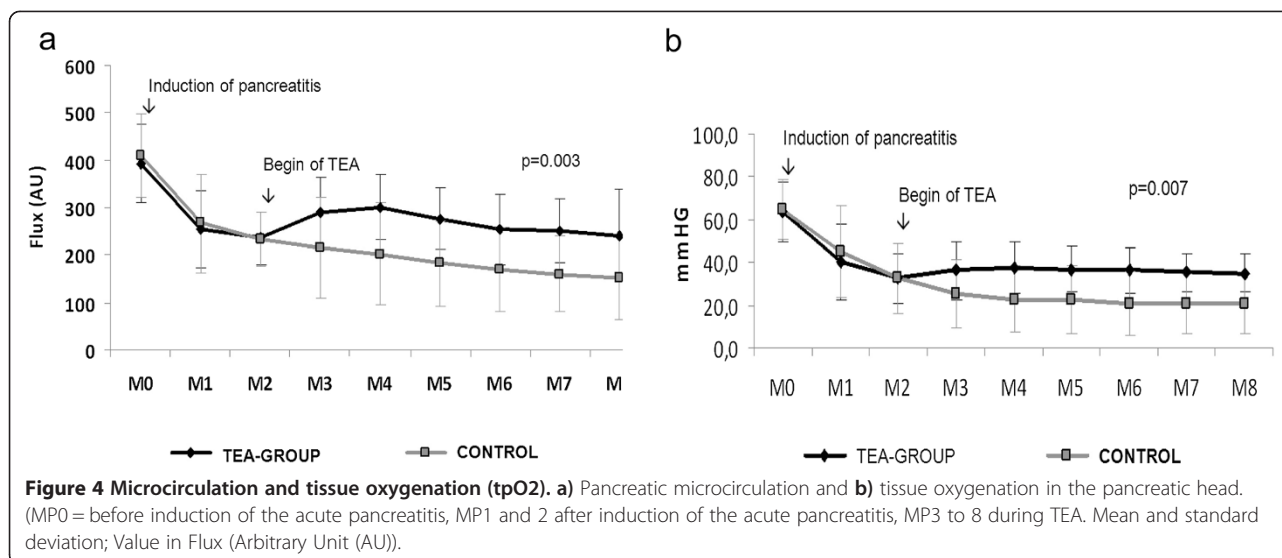 a
600
500
400
300
200
100
0
Flux (AU)
Induction of pancreatitis
Begin of TEA
p=0.003
M0 M1 M2 M3 M4 M5 M6 M7 M
TEA-GROUP CONTROL
b
100,0
80,0
60,0
40,0
20,0
0,0
mmHG
Induction of pancreatitis
Begin of TEA
p=0.007
M0 M1 M2 M3 M4 M5 M6 M7 M8
TEA-GROUP CONTROL
Figure 4 Microcirculation and tissue oxygenation (tpO2). a) Pancreatic microcirculation and b) tissue oxygenation in the pancreatic head.
(MP0 = before induction of the acute pancreatitis, MP1 and 2 after induction of the acute pancreatitis, MP3 to 8 during TEA. Mean and standard
deviation; Value in Flux (Arbitrary Unit (AU)).